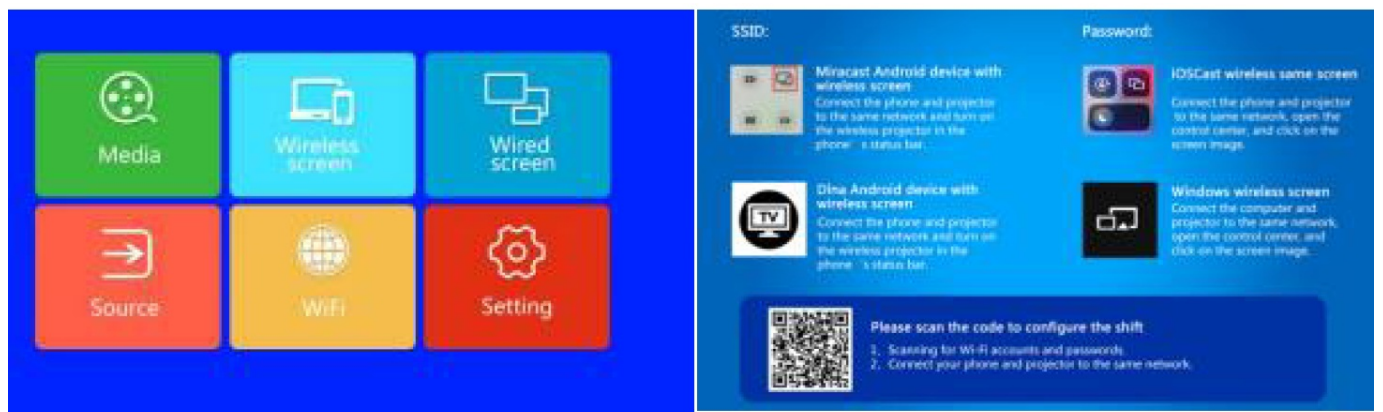 Media
Wireless
screen
Wired
screen
Source
WiFi
Setting
SSID:
Password:
Miracast Android device with
wireless screen
Connect the phone and projector
to the same network and turn on
the wireless projector in the
phone s status bar.
iOSCast wireless same screen
Connect the phone and projector
to the same network, open the
control center, and click on the
screen image.
Dlna Android device with
wireless screen
Connect the phone and projector
to the same network and turn on
the wireless projector in the
phone s status bar.
TV
Windows wireless screen
Connect the computer and
projector to the same network,
open the control center, and
click on the screen image.
Please scan the code to configure the shift
1. Scanning for Wi-Fi accounts and passwords.
2. Connect your phone and projector to the same network.